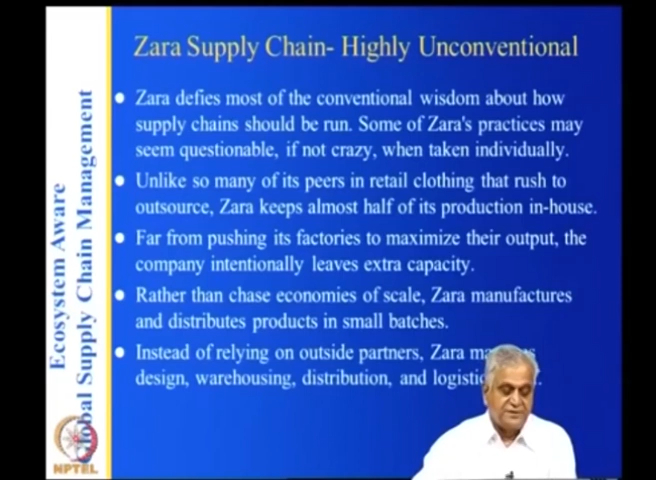 Zara Supply Chain- Highly Unconventional
Zara defies most of the conventional wisdom about how
supply chains should be run. Some of Zara's practices may
seem questionable, if not crazy, when taken individually.
Unlike so many of its peers in retail clothing that rush to
outsource, Zara keeps almost half of its production in-house.
Far from pushing its factories to maximize their output, the
company intentionally leaves extra capacity.
Rather than chase economies of scale, Zara manufactures
and distributes products in small batches.
Instead of relying on outside partners, Zara
design, warehousing, distribution, and
Ecosystem Aware
Global Supply Chain Management
NPTEL